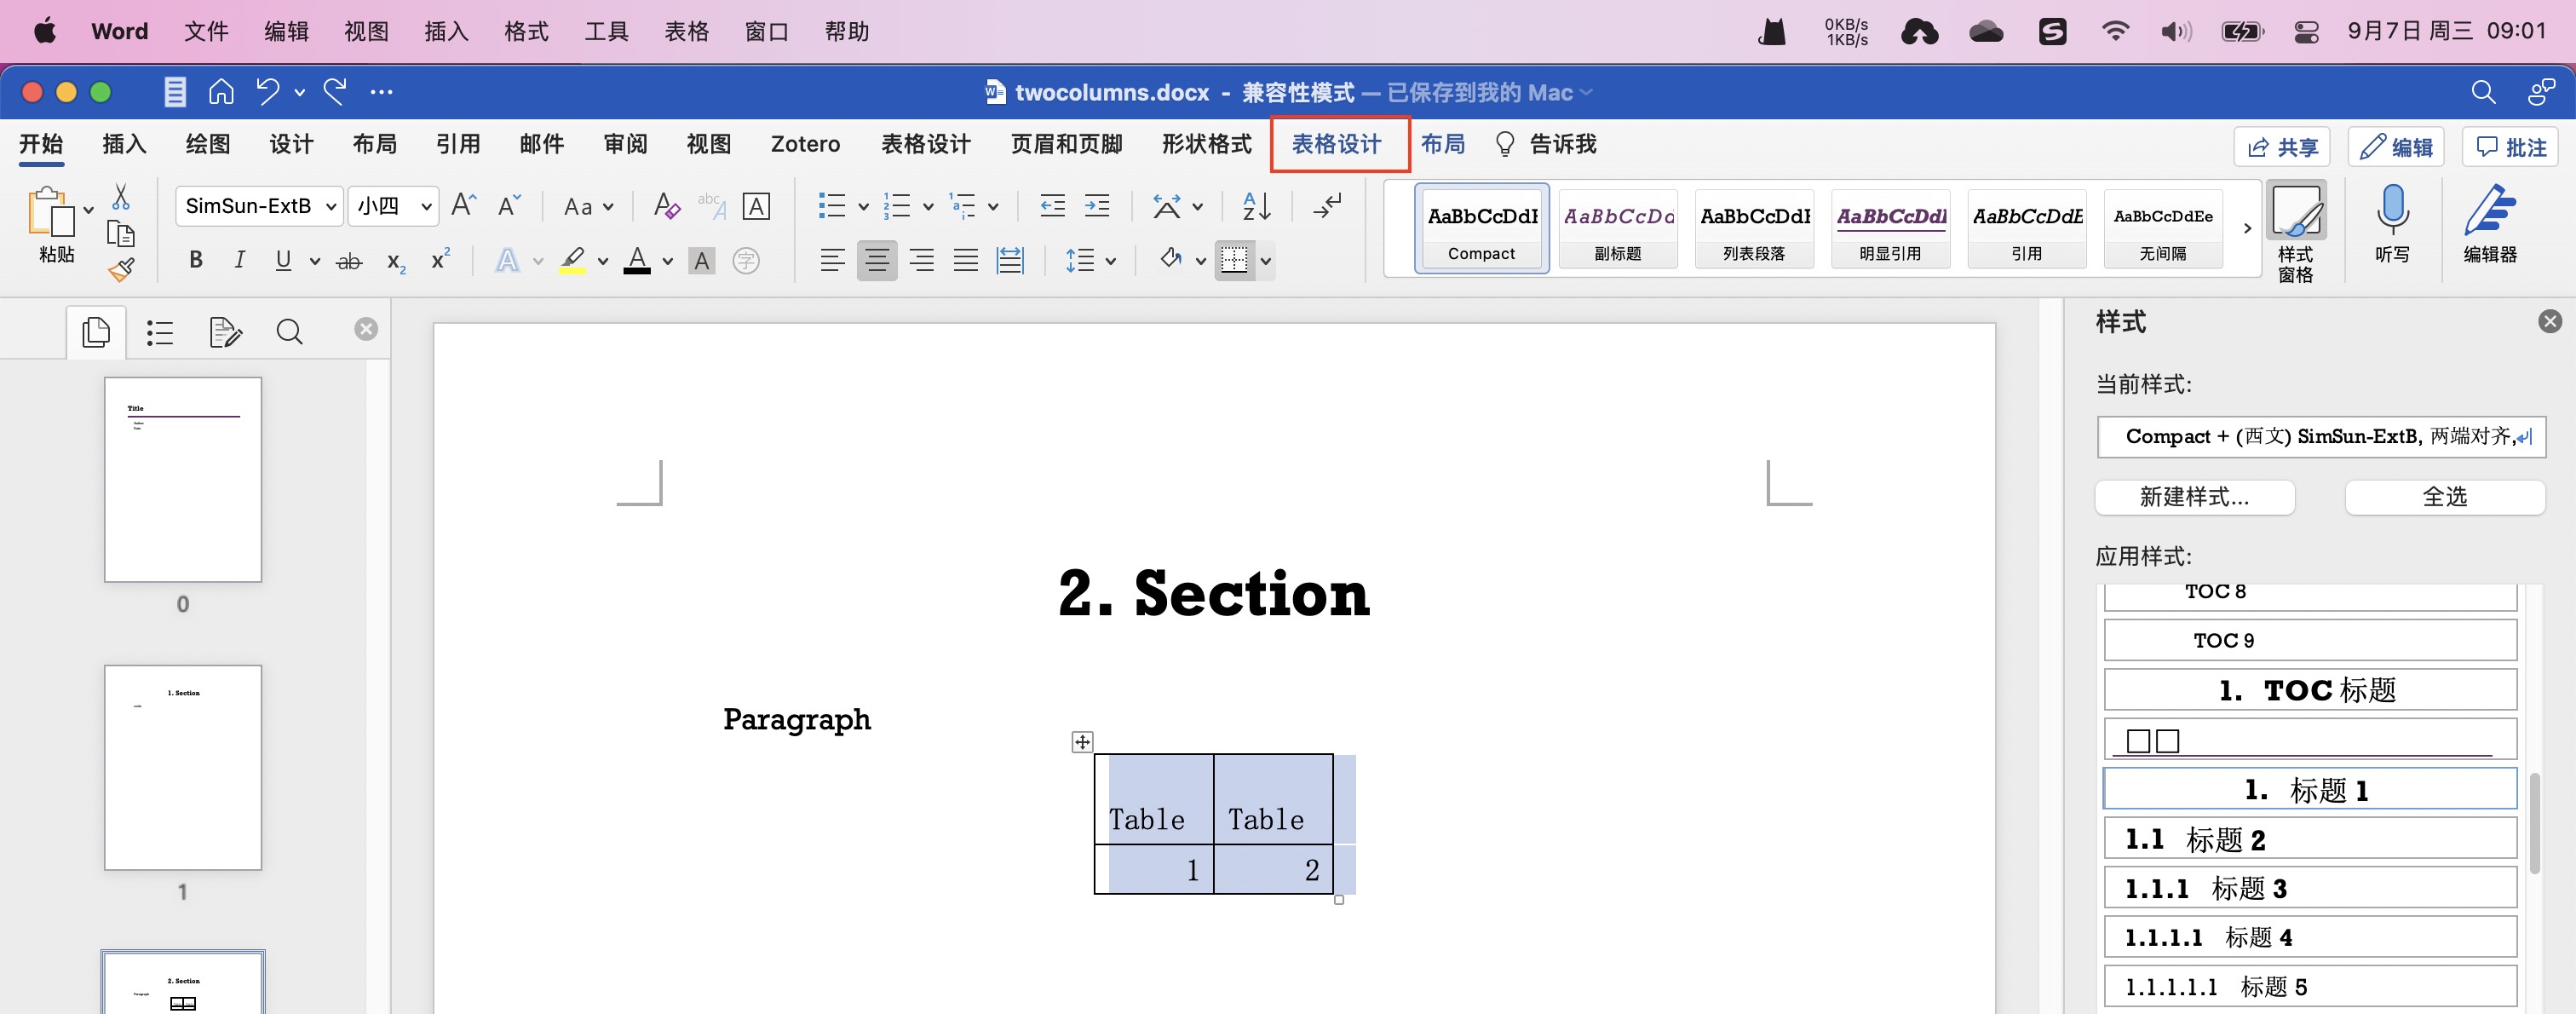 Word 文件 编辑 视图 插入 格式 工具 表格 窗口 帮助
0KB/s
1KB/s
9月7日 周三 09:01
twocolumns.docx - 兼容性模式 — 已保存到我的 Mac
开始 插入 绘图 设计 布局 引用 邮件 审阅 视图 Zotero 表格设计 页眉和页脚 形状格式 表格设计 布局 告诉我
共享 编辑 批注
粘贴
SimSun-ExtB 小四
AaBbCcDdE
Compact
AaBbCcDd
副标题
AaBbCcDdE
列表段落
AaBbCcDdl
明显引用
AaBbCcDdE
引用
AaBbCcDdEe
无间隔
样式
窗格
听写
编辑器
Title
0
1. Section
1
2. Section
Paragraph
2. Section
Paragraph
Table Table
1 2
样式
当前样式:
Compact + (西文) SimSun-ExtB, 两端对齐,
新建样式... 全选
应用样式:
TOC 8
TOC 9
1. TOC 标题
1. 标题 1
1.1 标题 2
1.1.1 标题 3
1.1.1.1 标题 4
1.1.1.1.1 标题 5